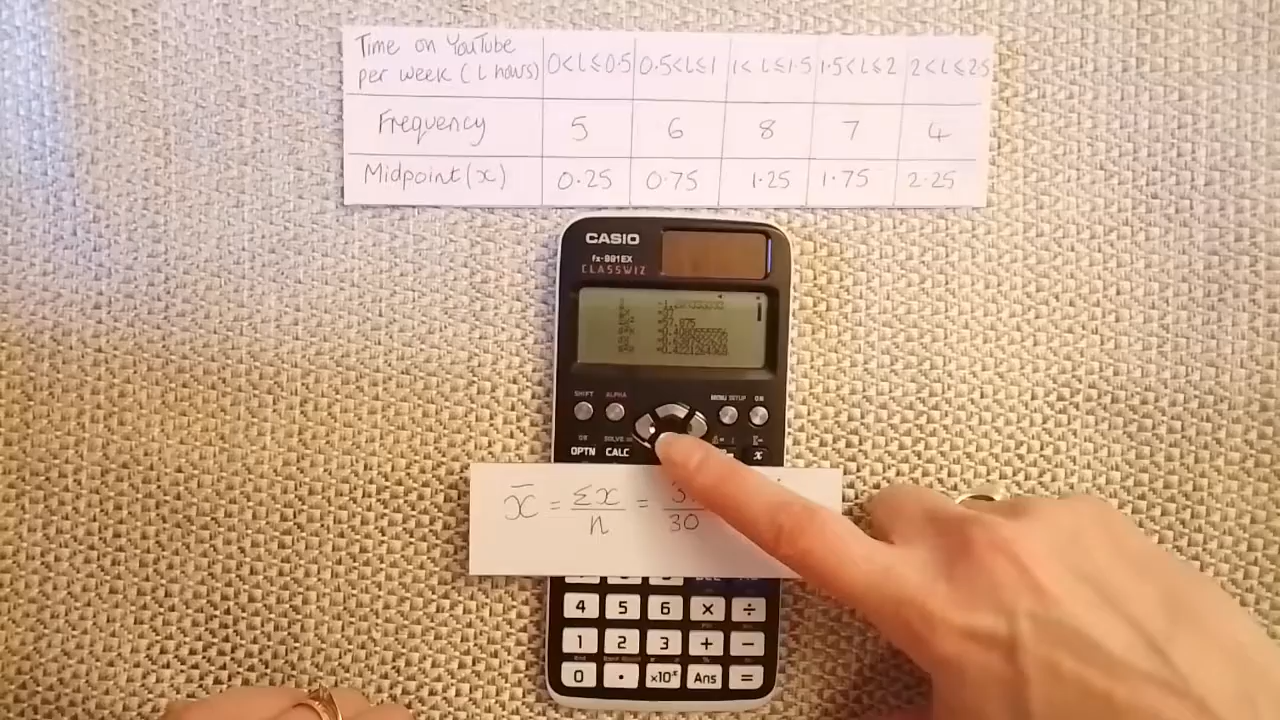 Time on YouTube
per week (L hours) 0<L≤0.5 0.5<L≤1 1<L≤1.5 1.5<L≤2 2<L≤2.5
Frequency 5 6 8 7 4
Midpoint (x) 0.25 0.75 1.25 1.75 2.25
CASIO
fx-991EX
CLASSWIZ
SHIFT ALPHA MENU SETUP ON
SOLVE =
OPTN CALC x
x̄ = Σx/n = /30
4 5 6 × ÷
1 2 3 + −
0 • ×10ˣ Ans =